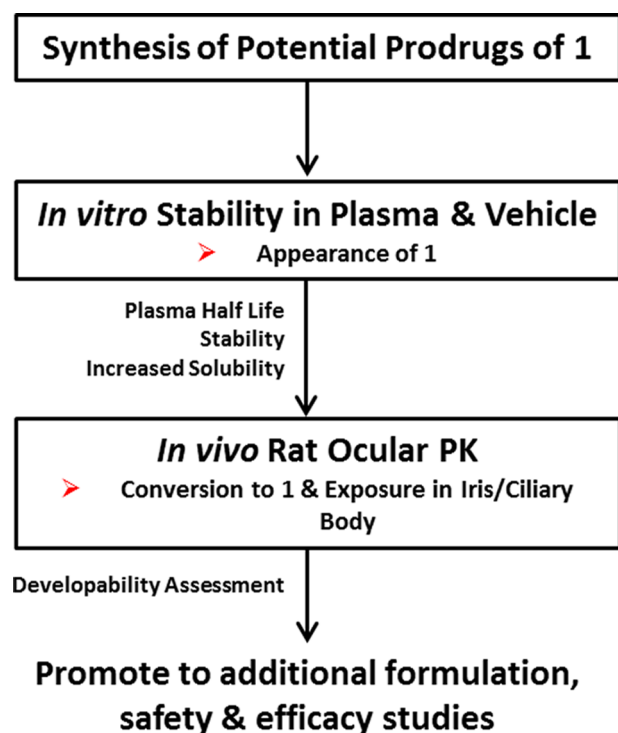 Synthesis of Potential Prodrugs of 1
In vitro Stability in Plasma & Vehicle
Appearance of 1
Plasma Half Life
Stability
Increased Solubility
In vivo Rat Ocular PK
Conversion to 1 & Exposure in Iris/Ciliary
Body
Developability Assessment
Promote to additional formulation,
safety & efficacy studies